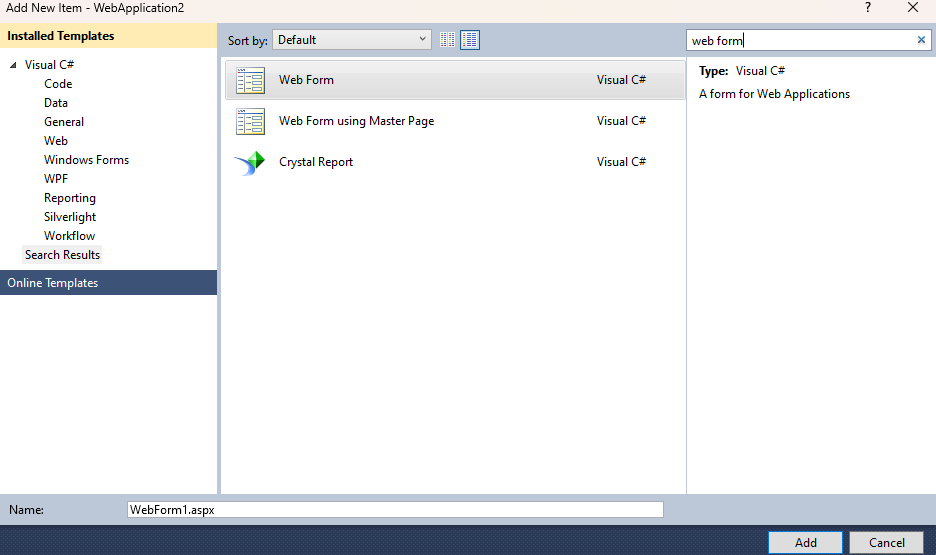 Add New Item - WebApplication2
?
Installed Templates
Sort by: Default
web form
Visual C#
Code
Data
General
Web
Windows Forms
WPF
Reporting
Silverlight
Workflow
Search Results
Online Templates
Web Form Visual C#
Web Form using Master Page Visual C#
Crystal Report Visual C#
Type: Visual C#
A form for Web Applications
Name: WebForm1.aspx
Add
Cancel